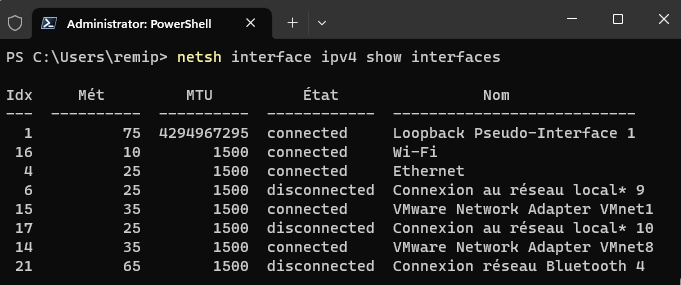 Administrator: PowerShell
PS C:\Users\remip> netsh interface ipv4 show interfaces
Idx     Mét         MTU          État                Nom
---  ----------  ----------  ------------  ---------------------------
  1          75  4294967295  connected     Loopback Pseudo-Interface 1
 16          10        1500  connected     Wi-Fi
  4          25        1500  connected     Ethernet
  6          25        1500  disconnected  Connexion au réseau local* 9
 15          35        1500  connected     VMware Network Adapter VMnet1
 17          25        1500  disconnected  Connexion au réseau local* 10
 14          35        1500  connected     VMware Network Adapter VMnet8
 21          65        1500  disconnected  Connexion réseau Bluetooth 4